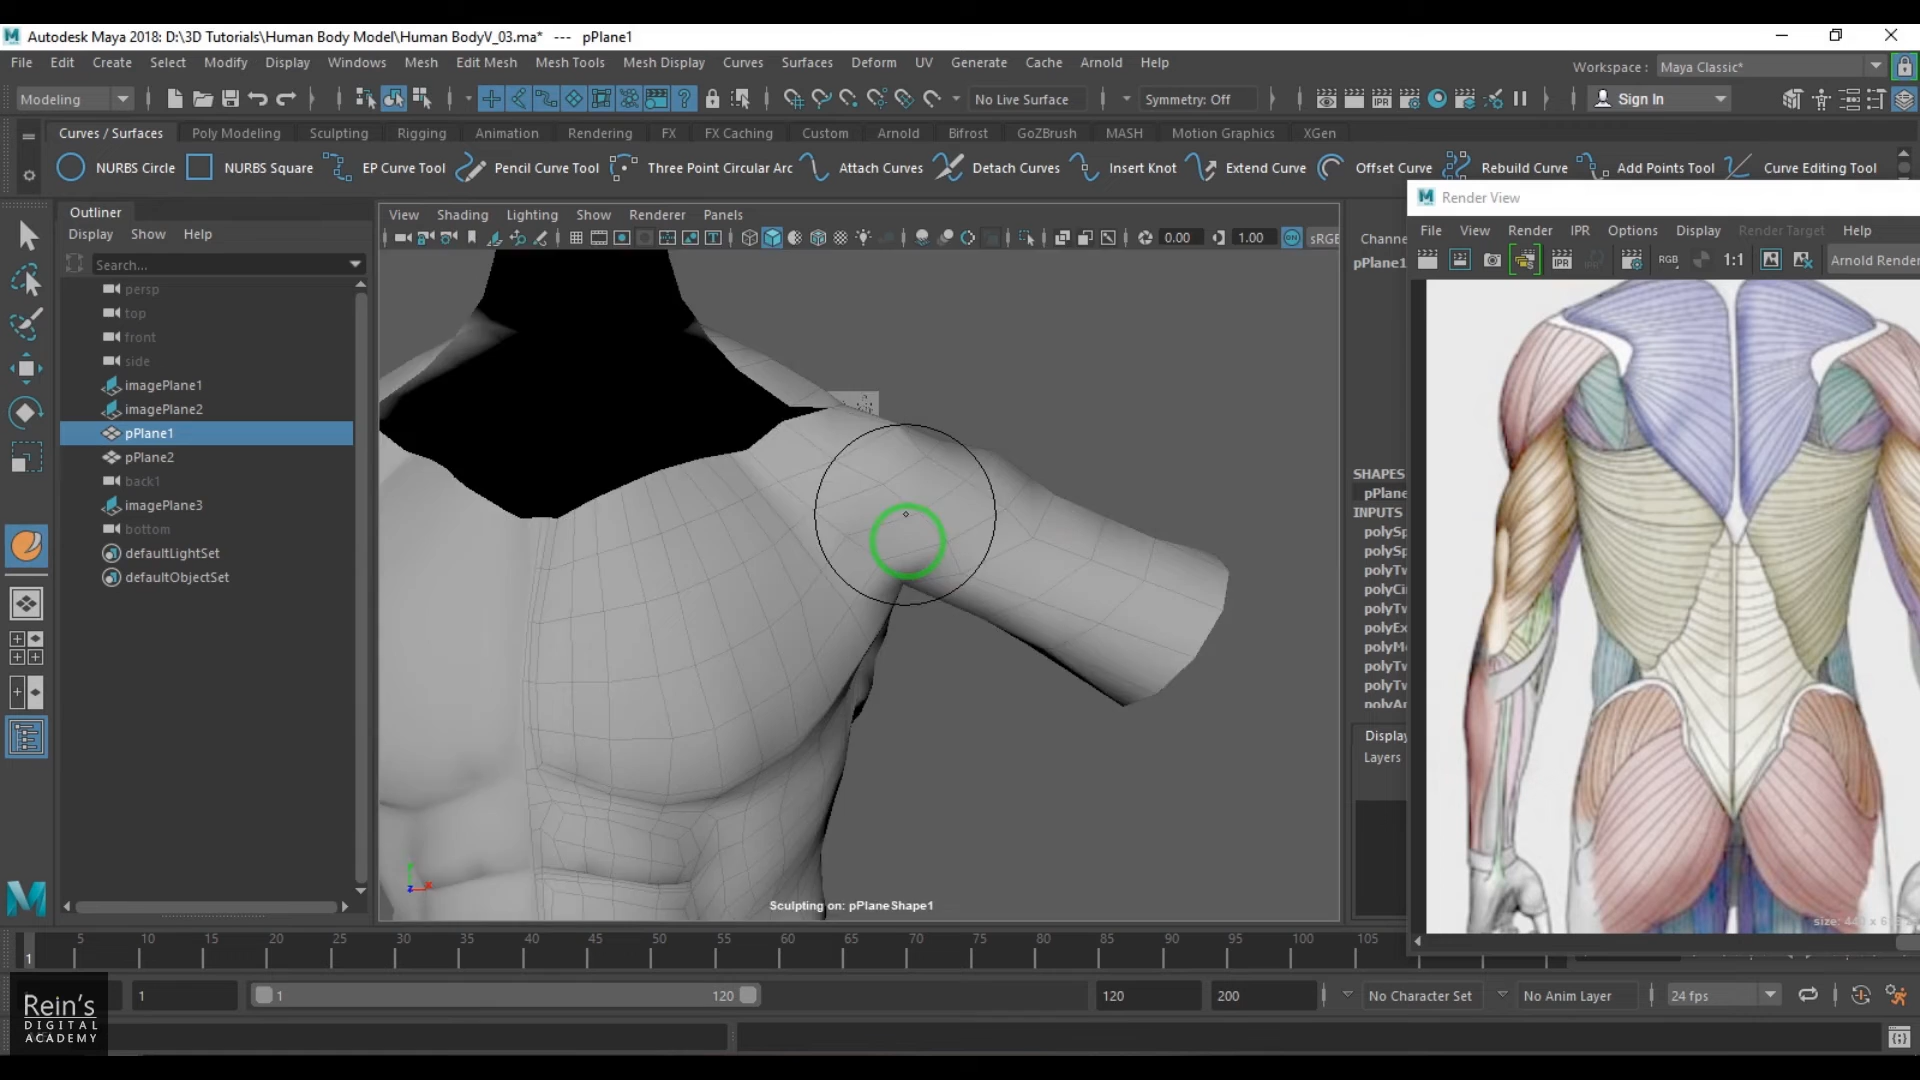 Autodesk Maya 2018: D:\3D Tutorials\Human Body Model\Human BodyV_03.ma* --- pPlane1
File Edit Create Select Modify Display Windows Mesh Edit Mesh Mesh Tools Mesh Display Curves Surfaces Deform UV Generate Cache Arnold Help
Workspace : Maya Classic*
Modeling
No Live Surface
Symmetry: Off
Sign In
Curves / Surfaces Poly Modeling Sculpting Rigging Animation Rendering FX FX Caching Custom Arnold Bifrost GoZBrush MASH Motion Graphics XGen
NURBS Circle NURBS Square EP Curve Tool Pencil Curve Tool Three Point Circular Arc Attach Curves Detach Curves Insert Knot Extend Curve Offset Curve Rebuild Curve Add Points Tool Curve Editing Tool
Outliner
Display Show Help
Search...
persp
top
front
side
imagePlane1
imagePlane2
pPlane1
pPlane2
back1
imagePlane3
bottom
defaultLightSet
defaultObjectSet
View Shading Lighting Show Renderer Panels
0.00 1.00 sRGB
Sculpting on: pPlaneShape1
Channe
pPlane1
SHAPES
pPlane
INPUTS
polySp
polySp
polyTw
polyCi
polyTw
polyEx
polyMe
polyTw
polyTw
Display
Layers
Render View
File View Render IPR Options Display Render Target Help
IPR
RGB
1:1
Arnold Render
5 10 15 20 25 30 35 40 45 50 55 60 65 70 75 80 85 90 95 100 105
1
1
1
120
120
200
No Character Set
No Anim Layer
24 fps
Rein's
DIGITAL
ACADEMY